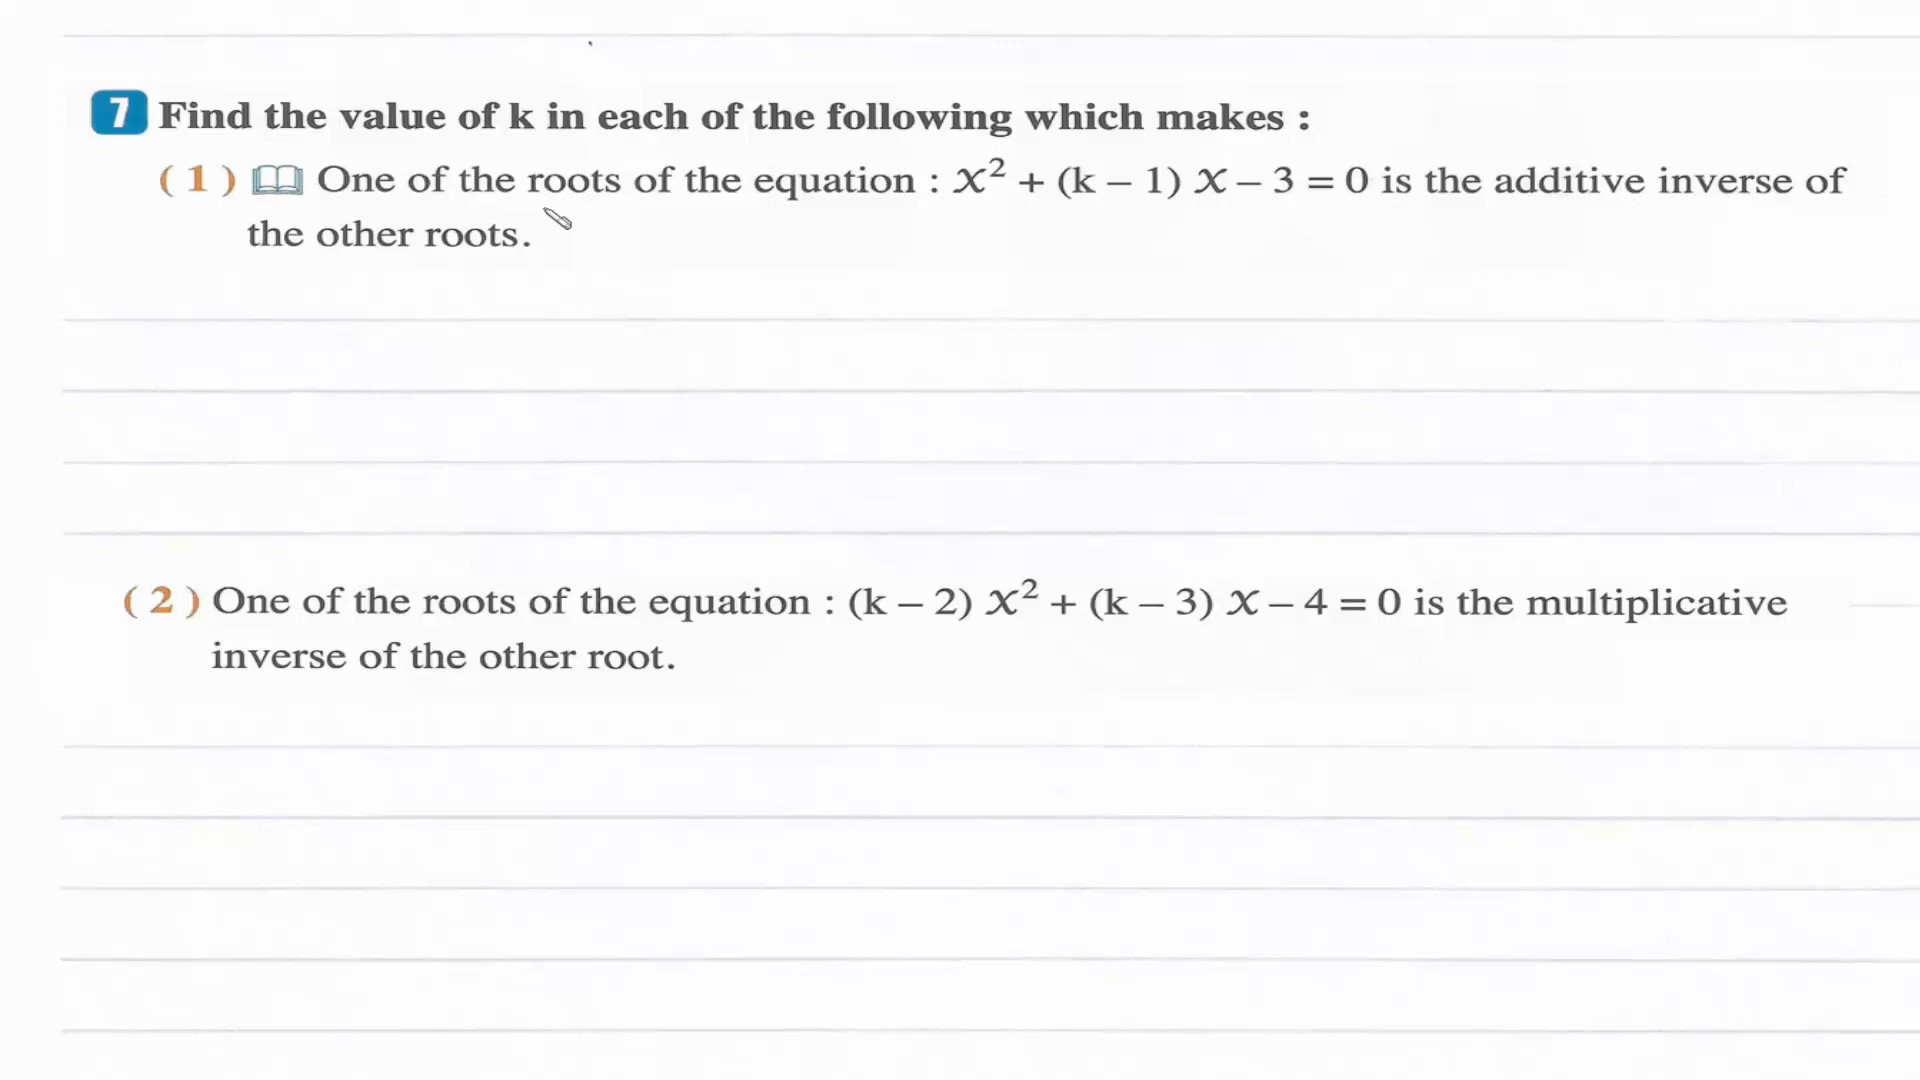 7 Find the value of k in each of the following which makes :
( 1 ) One of the roots of the equation : x² + (k – 1) x – 3 = 0 is the additive inverse of
the other roots.
( 2 ) One of the roots of the equation : (k – 2) x² + (k – 3) x – 4 = 0 is the multiplicative
inverse of the other root.